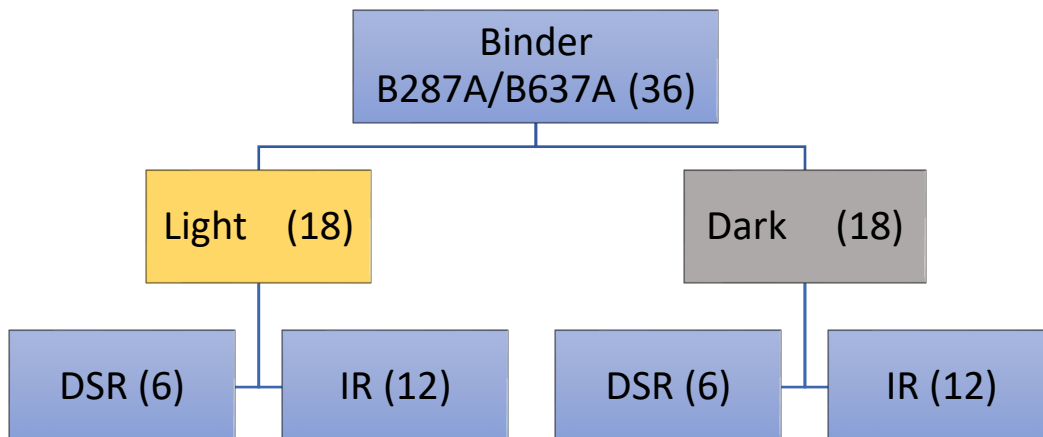 Binder
B287A/B637A (36)
Light (18)
Dark (18)
DSR (6)
IR (12)
DSR (6)
IR (12)